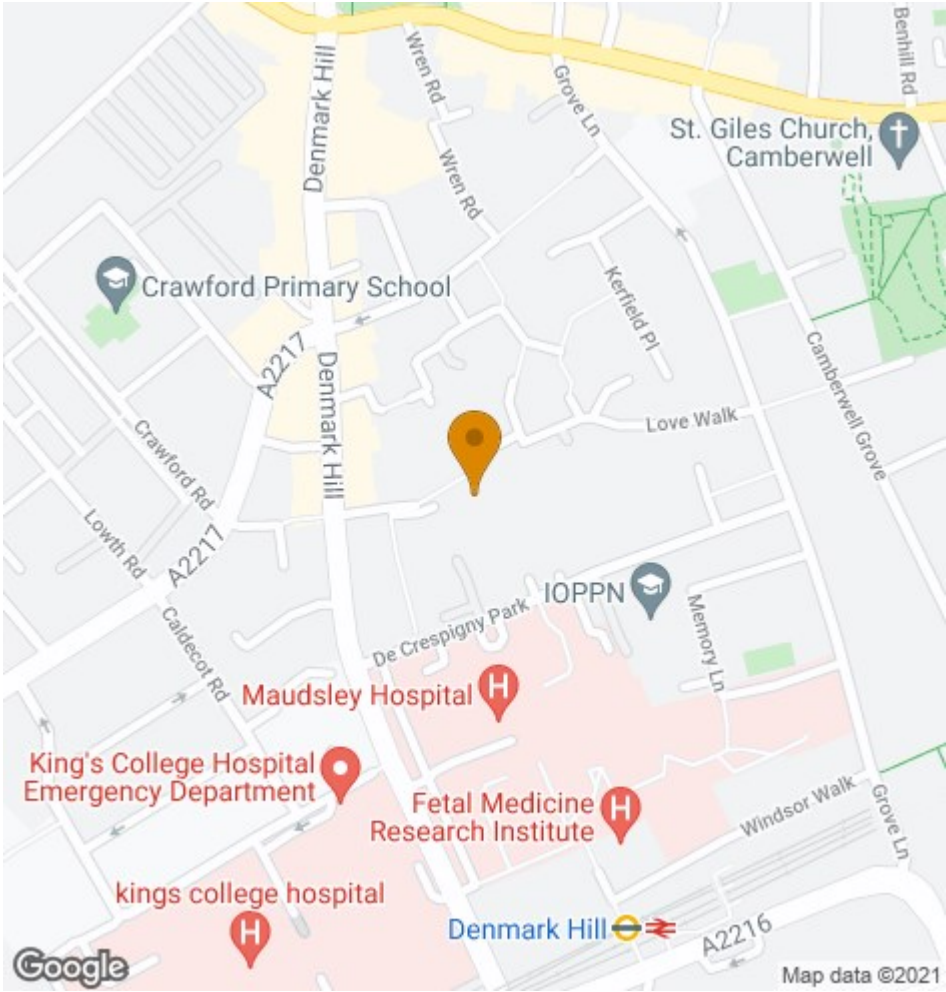 Benhill Rd
Wren Rd
Denmark Hill
Grove Ln
St. Giles Church,
Camberwell
Wren Rd
Crawford Primary School
Kerfield Pl
A2217
Denmark Hill
Camberwell Grove
Love Walk
Crawford Rd
Lowth Rd
A2217
IOPPN
De Crespigny Park
Memory Ln
Caldecot Rd
Maudsley Hospital
H
King's College Hospital
Emergency Department
Fetal Medicine
Research Institute
H
Windsor Walk
Grove Ln
kings college hospital
H
Denmark Hill
A2216
Google
Map data ©2021